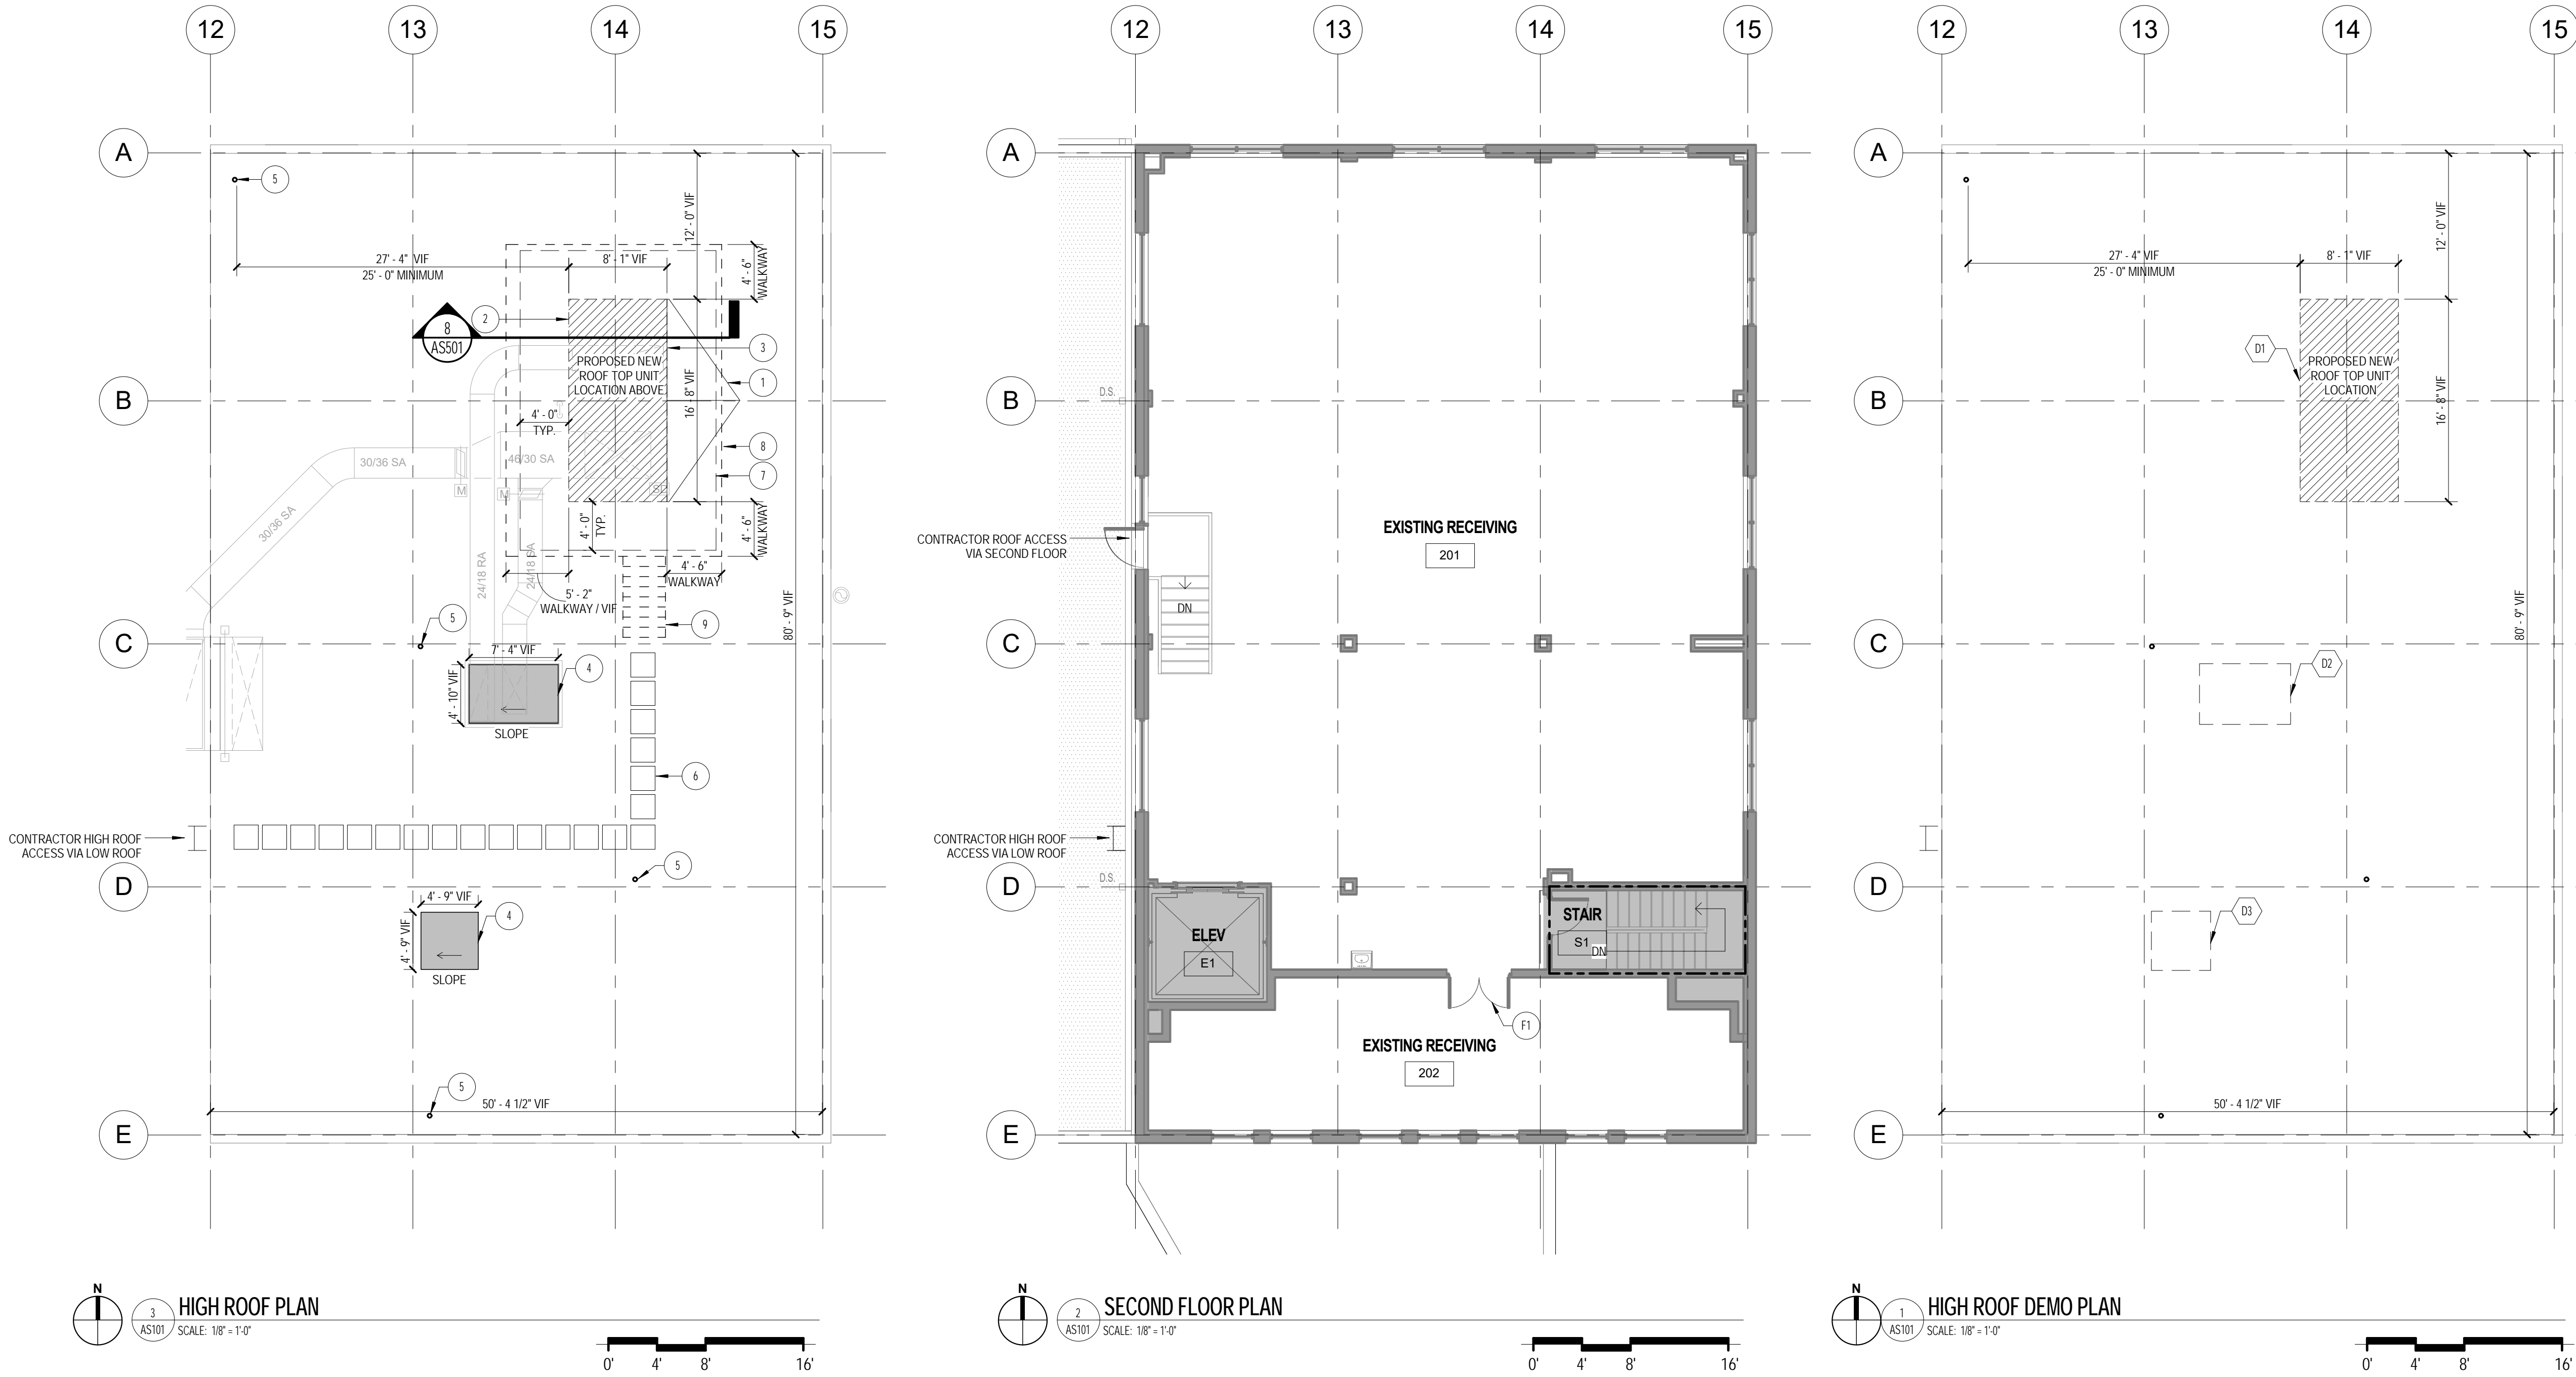 12
13
14
15
A
B
C
D
E
5
12' - 0" VIF
27' - 4" VIF
25' - 0" MINIMUM
8' - 1" VIF
4' - 6"
WALKWAY
2
8
AS501
3
PROPOSED NEW
ROOF TOP UNIT
LOCATION ABOVE
1
16' - 8" VIF
4' - 0"
TYP.
8
30/36 SA
46/30 SA
7
M
M
SD
30/36 SA
4' - 0"
TYP.
4' - 6"
WALKWAY
24/18 RA
24/18 SA
4' - 6"
WALKWAY
5' - 2"
WALKWAY / VIF
80' - 9" VIF
5
9
7' - 4" VIF
4
4' - 10" VIF
SLOPE
6
CONTRACTOR HIGH ROOF
ACCESS VIA LOW ROOF
5
4' - 9" VIF
4
4' - 9" VIF
SLOPE
5
50' - 4 1/2" VIF
N
3
AS101
HIGH ROOF PLAN
SCALE: 1/8" = 1'-0"
0'
4'
8'
16'
12
13
14
15
A
B
C
D
E
D.S.
CONTRACTOR ROOF ACCESS
VIA SECOND FLOOR
EXISTING RECEIVING
201
DN
CONTRACTOR HIGH ROOF
ACCESS VIA LOW ROOF
D.S.
ELEV
E1
STAIR
S1
DN
F1
EXISTING RECEIVING
202
N
2
AS101
SECOND FLOOR PLAN
SCALE: 1/8" = 1'-0"
0'
4'
8'
16'
12
13
14
15
A
B
C
D
E
12' - 0" VIF
27' - 4" VIF
25' - 0" MINIMUM
8' - 1" VIF
D1
PROPOSED NEW
ROOF TOP UNIT
LOCATION
16' - 8" VIF
80' - 9" VIF
D2
D3
50' - 4 1/2" VIF
N
1
AS101
HIGH ROOF DEMO PLAN
SCALE: 1/8" = 1'-0"
0'
4'
8'
16'